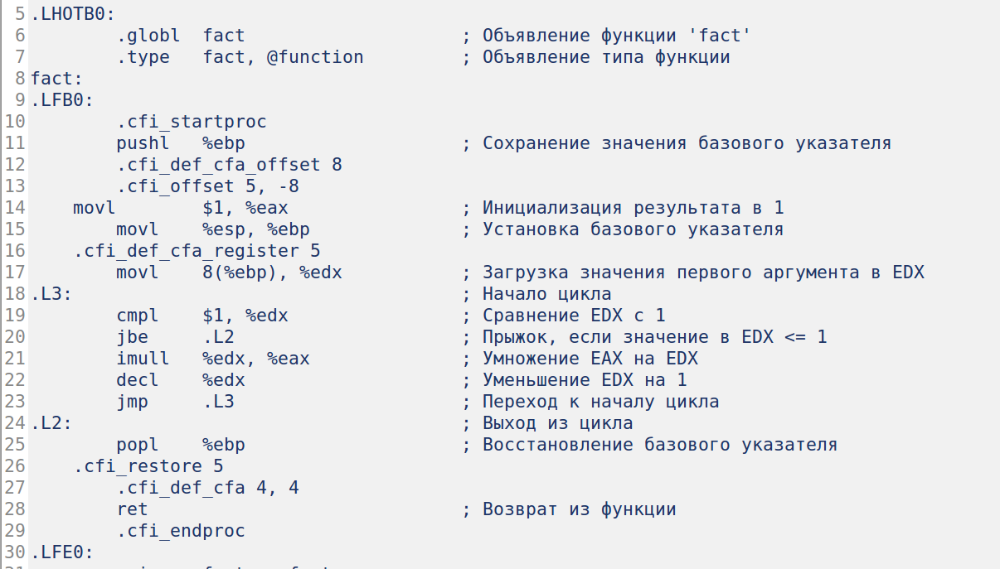 5 .LHOTB0:
6 .globl fact ; Объявление функции 'fact'
7 .type fact, @function ; Объявление типа функции
8 fact:
9 .LFB0:
10 .cfi_startproc
11 pushl %ebp ; Сохранение значения базового указателя
12 .cfi_def_cfa_offset 8
13 .cfi_offset 5, -8
14 movl $1, %eax ; Инициализация результата в 1
15 movl %esp, %ebp ; Установка базового указателя
16 .cfi_def_cfa_register 5
17 movl 8(%ebp), %edx ; Загрузка значения первого аргумента в EDX
18 .L3: ; Начало цикла
19 cmpl $1, %edx ; Сравнение EDX с 1
20 jbe .L2 ; Прыжок, если значение в EDX <= 1
21 imull %edx, %eax ; Умножение EAX на EDX
22 decl %edx ; Уменьшение EDX на 1
23 jmp .L3 ; Переход к началу цикла
24 .L2: ; Выход из цикла
25 popl %ebp ; Восстановление базового указателя
26 .cfi_restore 5
27 .cfi_def_cfa 4, 4
28 ret ; Возврат из функции
29 .cfi_endproc
30 .LFE0: